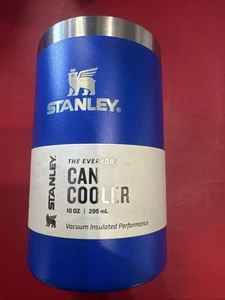 STANLEY®
STANLEY
THE EVERYDAY
CAN
COOLER
10 OZ | 295 mL
Vacuum Insulated Performance